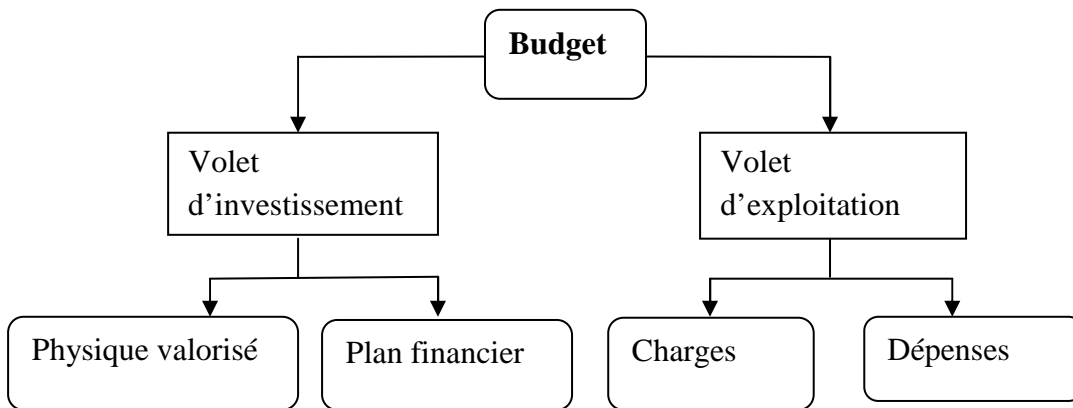 Budget
Volet
d’investissement
Volet
d’exploitation
Physique valorisé
Plan financier
Charges
Dépenses